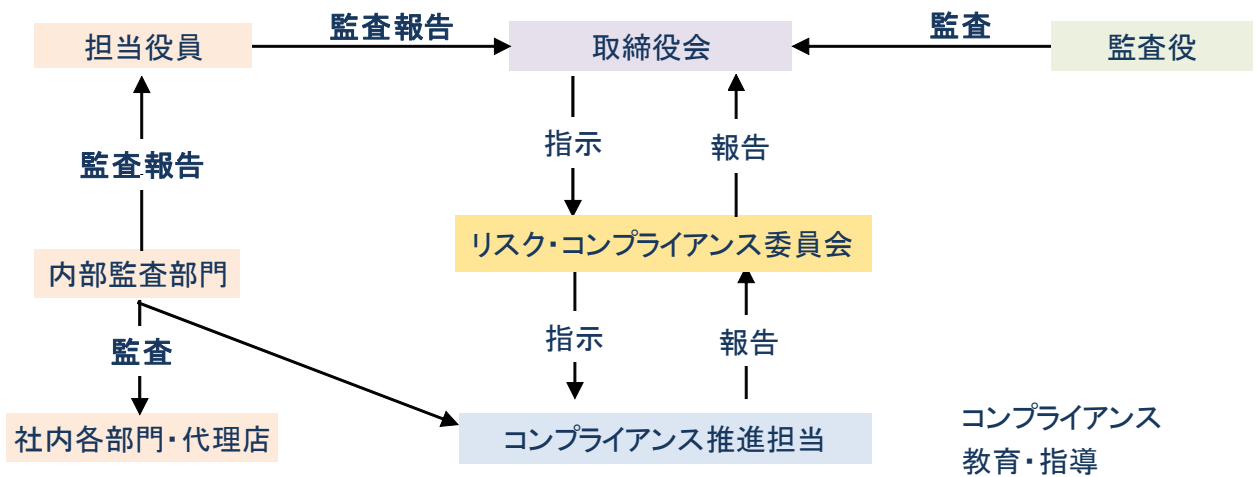 担当役員
監査報告
取締役会
監査
監査役
指示
報告
監査報告
リスク・コンプライアンス委員会
内部監査部門
指示
報告
監査
社内各部門・代理店
コンプライアンス推進担当
コンプライアンス
教育・指導